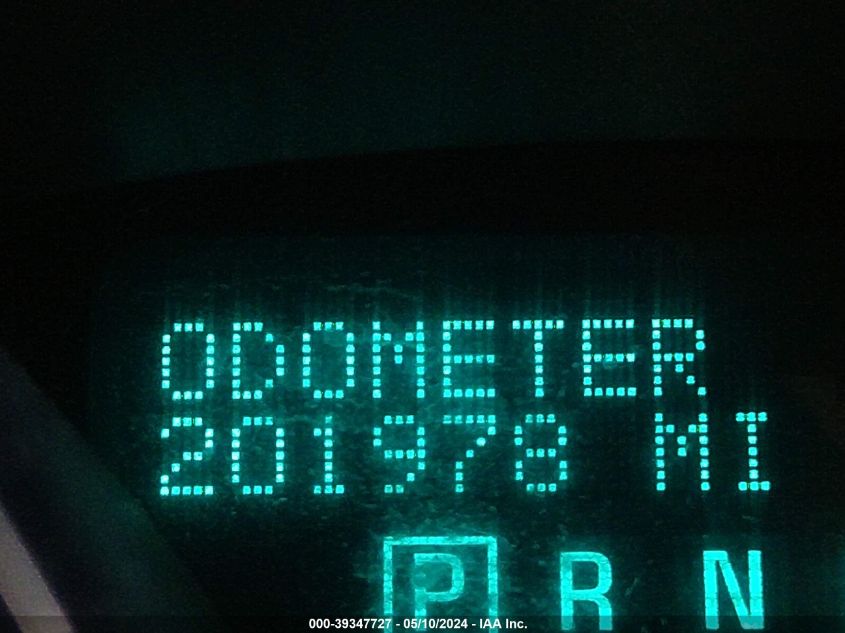 ODOMETER
201978 MI
P R N
000-39347727 - 05/10/2024 - IAA Inc.